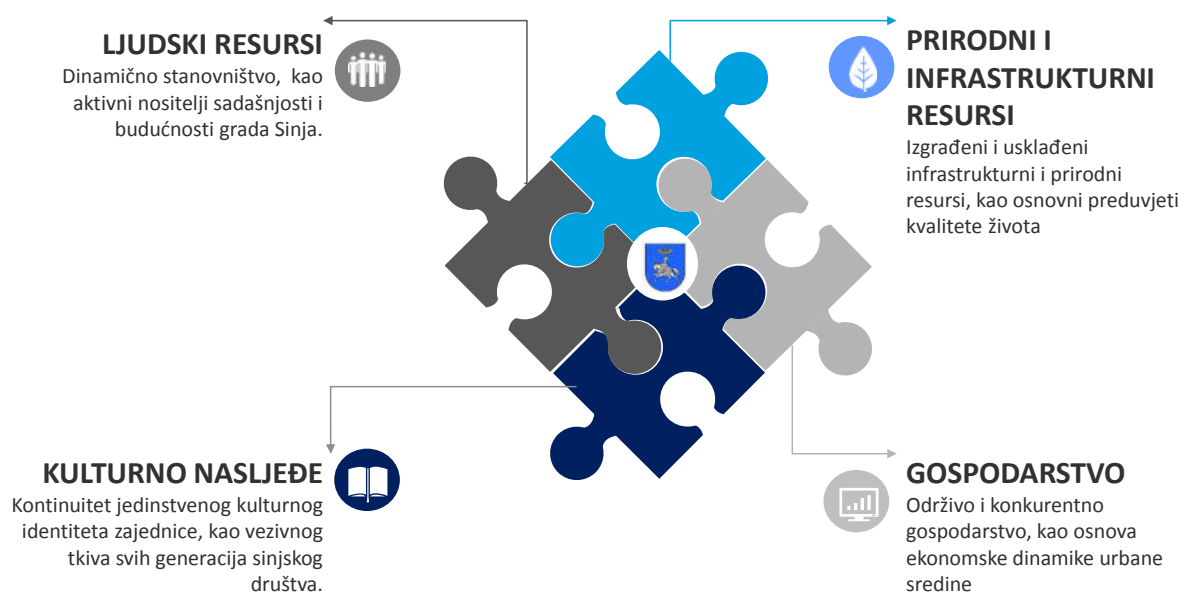 LJUDSKI RESURSI
Dinamično stanovništvo, kao
aktivni nositelji sadašnjosti i
budućnosti grada Sinja.
PRIRODNI I
INFRASTRUKTURNI
RESURSI
Izgrađeni i usklađeni
infrastrukturni i prirodni
resursi, kao osnovni preduvjeti
kvalitete života
KULTURNO NASLJEĐE
Kontinuitet jedinstvenog kulturnog
identiteta zajednice, kao vezivnog
tkiva svih generacija sinjskog
društva.
GOSPODARSTVO
Održivo i konkurentno
gospodarstvo, kao osnova
ekonomske dinamike urbane
sredine